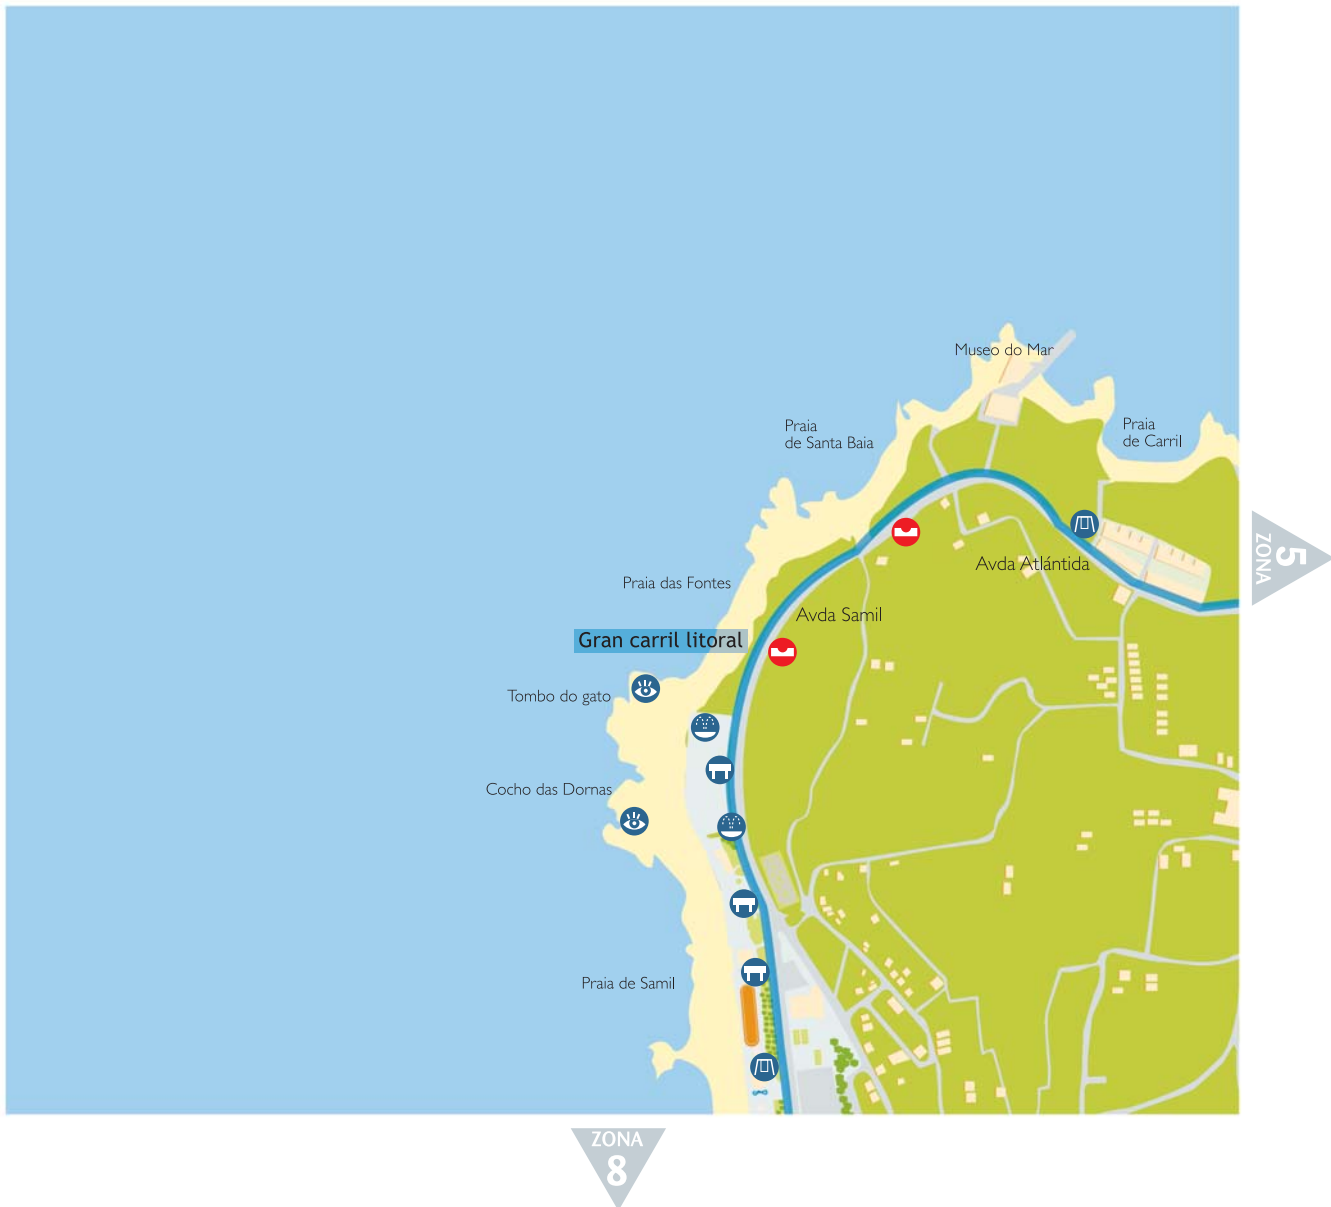 Museo do Mar
Praia
de Santa Baia
Praia
de Carril
ZONA
5
Avda Atlántida
Praia das Fontes
Avda Samil
Gran carril litoral
Tombo do gato
Cocho das Dornas
Praia de Samil
ZONA
8